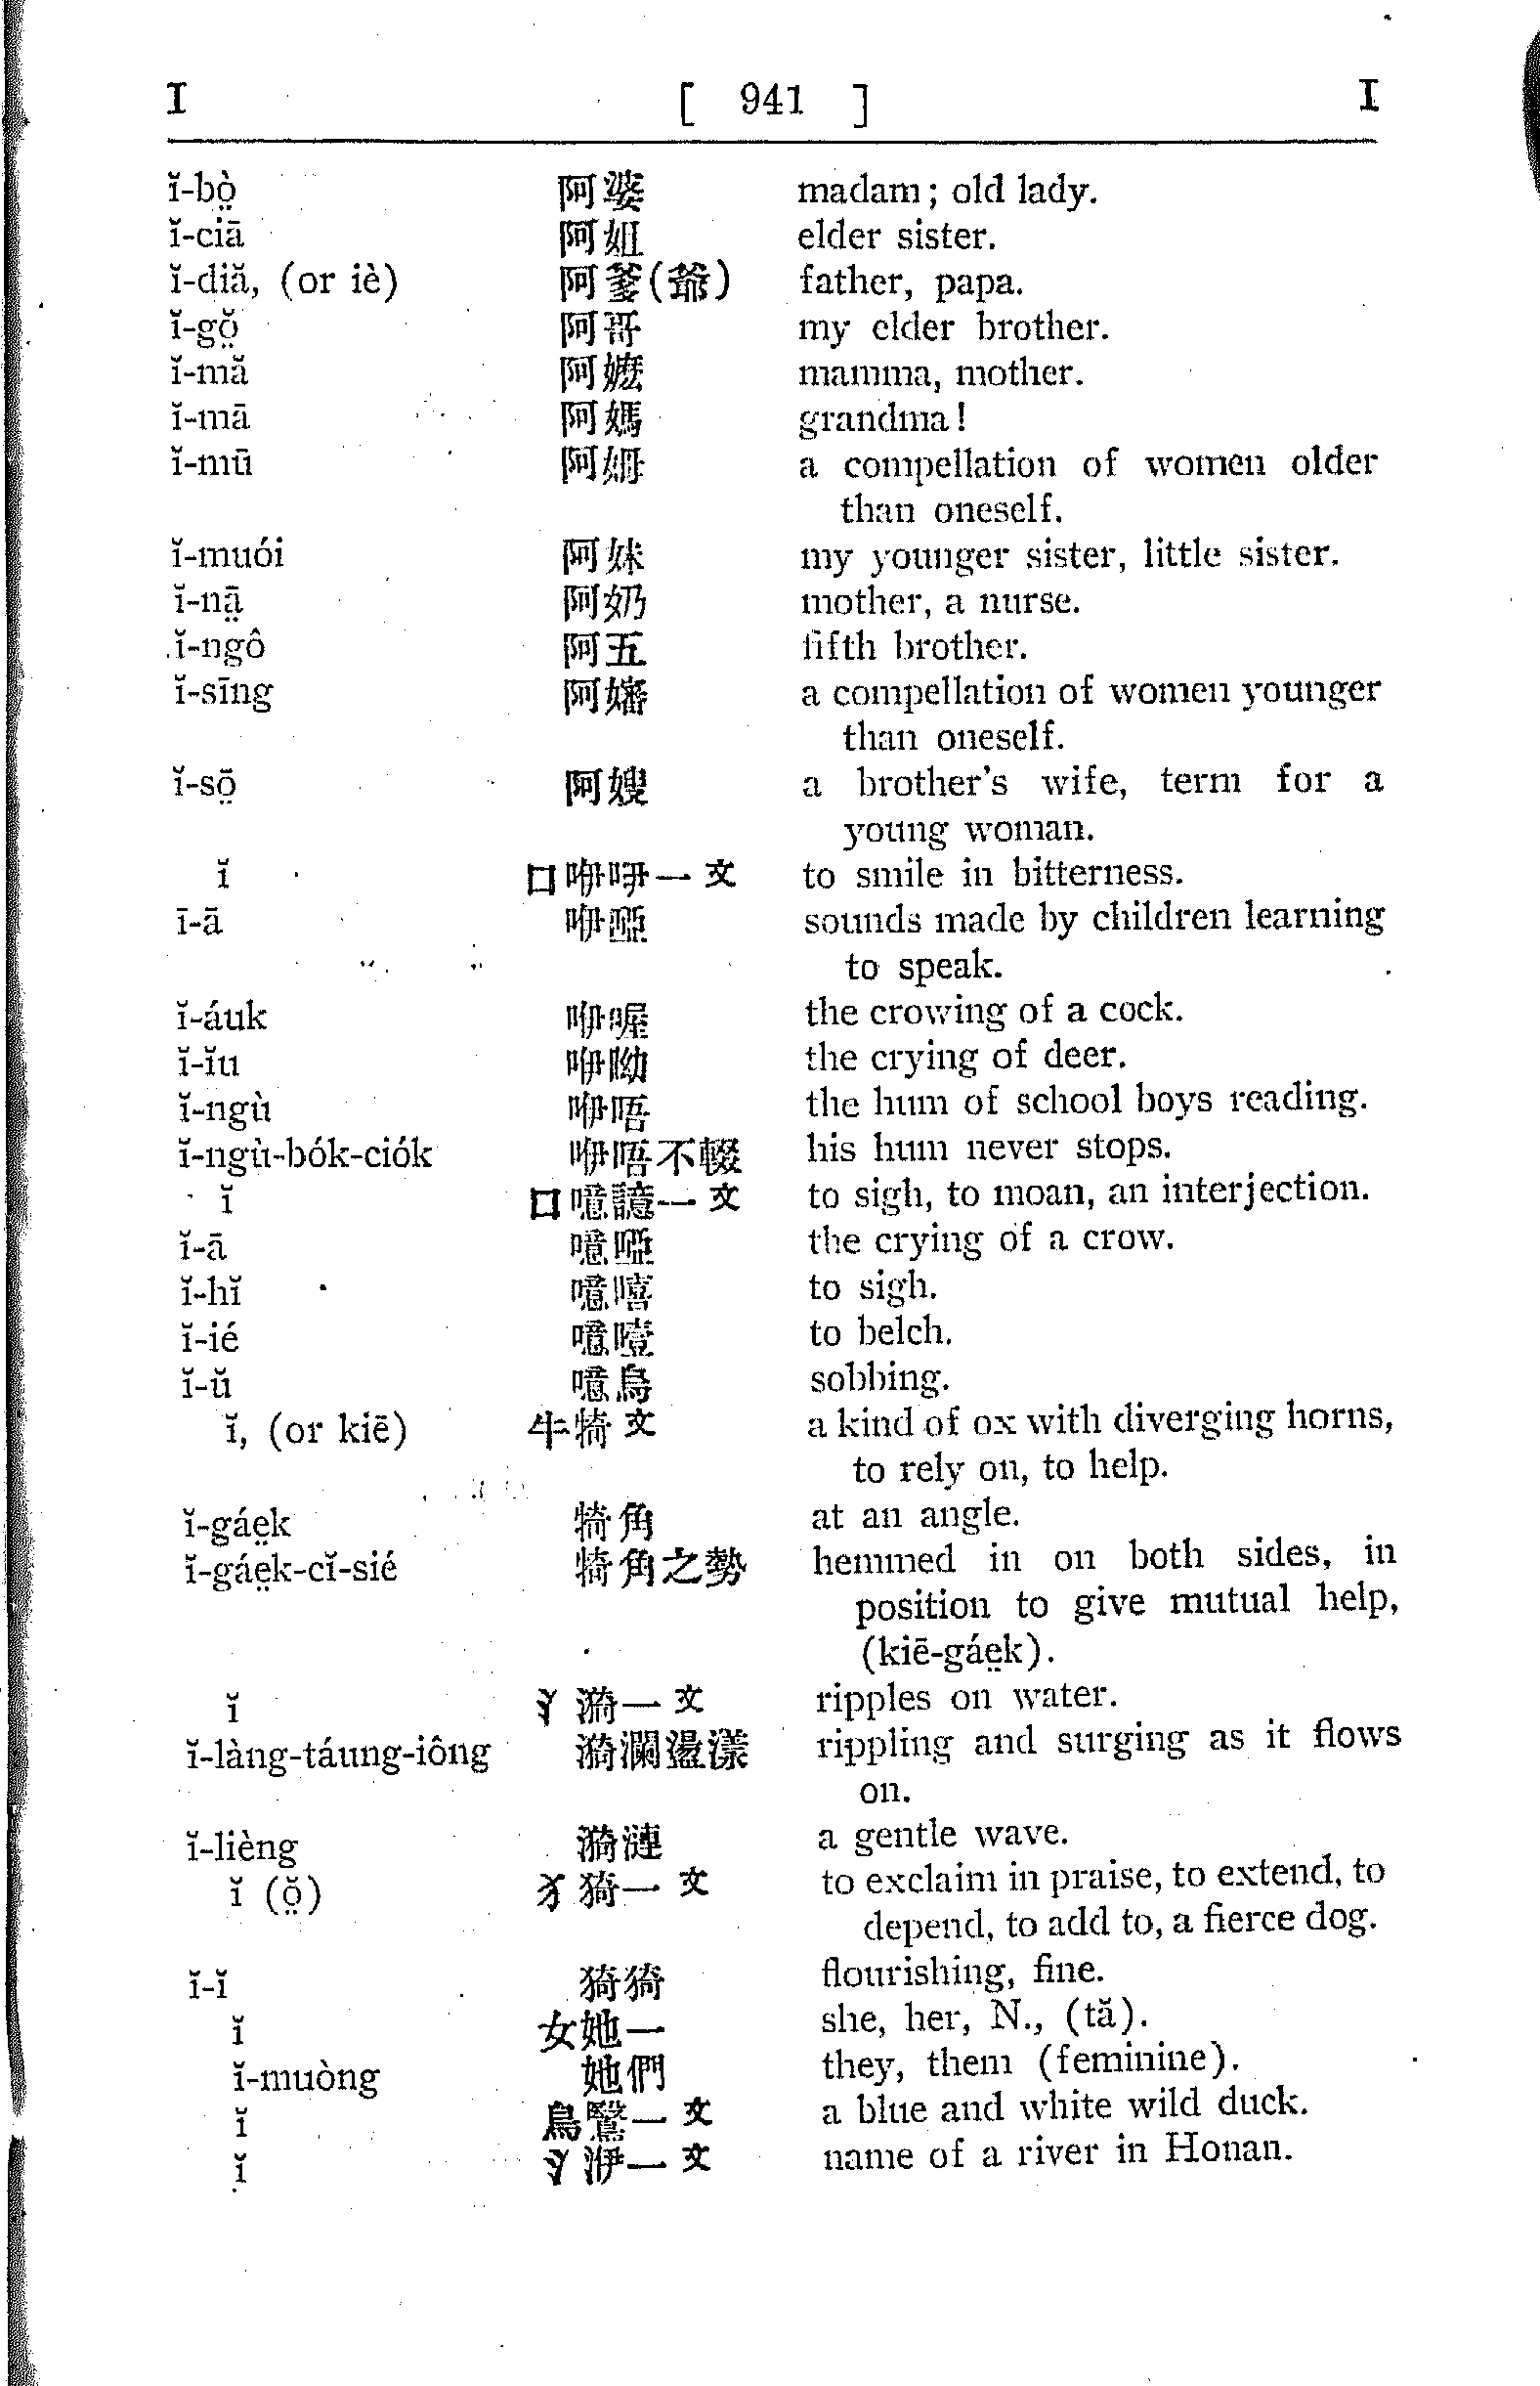 I [ 941 ] I
ĭ-bò̤ 阿婆 madam; old lady.
ĭ-ciā 阿姐 elder sister.
ĭ-diă, (or iè) 阿爹(爺) father, papa.
ĭ-gŏ̤ 阿哥 my elder brother.
ĭ-mă 阿嬤 mamma, mother.
ĭ-mā 阿媽 grandma!
ĭ-mū 阿姆 a compellation of women older
than oneself.
ĭ-muói 阿妹 my younger sister, little sister.
ĭ-nā̤ 阿奶 mother, a nurse.
ĭ-ngô 阿五 fifth brother.
ĭ-sīng 阿嬸 a compellation of women younger
than oneself.
ĭ-sō̤ 阿嫂 a brother's wife, term for a
young woman.
ĭ 口咿吚一文 to smile in bitterness.
ī-ā 咿啞 sounds made by children learning
to speak.
ĭ-áuk 咿喔 the crowing of a cock.
ĭ-ĭu 咿呦 the crying of deer.
ĭ-ngù 咿唔 the hum of school boys reading.
ĭ-ngù-bók-ciók 咿唔不輟 his hum never stops.
ĭ 口噫譩一文 to sigh, to moan, an interjection.
ĭ-ā 噫啞 the crying of a crow.
ĭ-hĭ 噫嘻 to sigh.
ĭ-ié 噫噎 to belch.
ĭ-ŭ 噫烏 sobbing.
ĭ, (or kiē) 牛犄文 a kind of ox with diverging horns,
to rely on, to help.
ĭ-gáe̤k 犄角 at an angle.
ĭ-gáe̤k-cĭ-sié 犄角之勢 hemmed in on both sides, in
position to give mutual help,
(kiē-gáe̤k).
ĭ 氵漪一文 ripples on water.
ĭ-làng-táung-iông 漪瀾盪漾 rippling and surging as it flows
on.
ĭ-lièng 漪漣 a gentle wave.
ĭ (ŏ̤) 犭猗一文 to exclaim in praise, to extend, to
depend, to add to, a fierce dog.
ĭ-ĭ 猗猗 flourishing, fine.
ĭ 女她一 she, her, N., (tă).
ĭ-muòng 她們 they, them (feminine).
ĭ 鳥鷖一文 a blue and white wild duck.
ĭ 氵洢一文 name of a river in Honan.